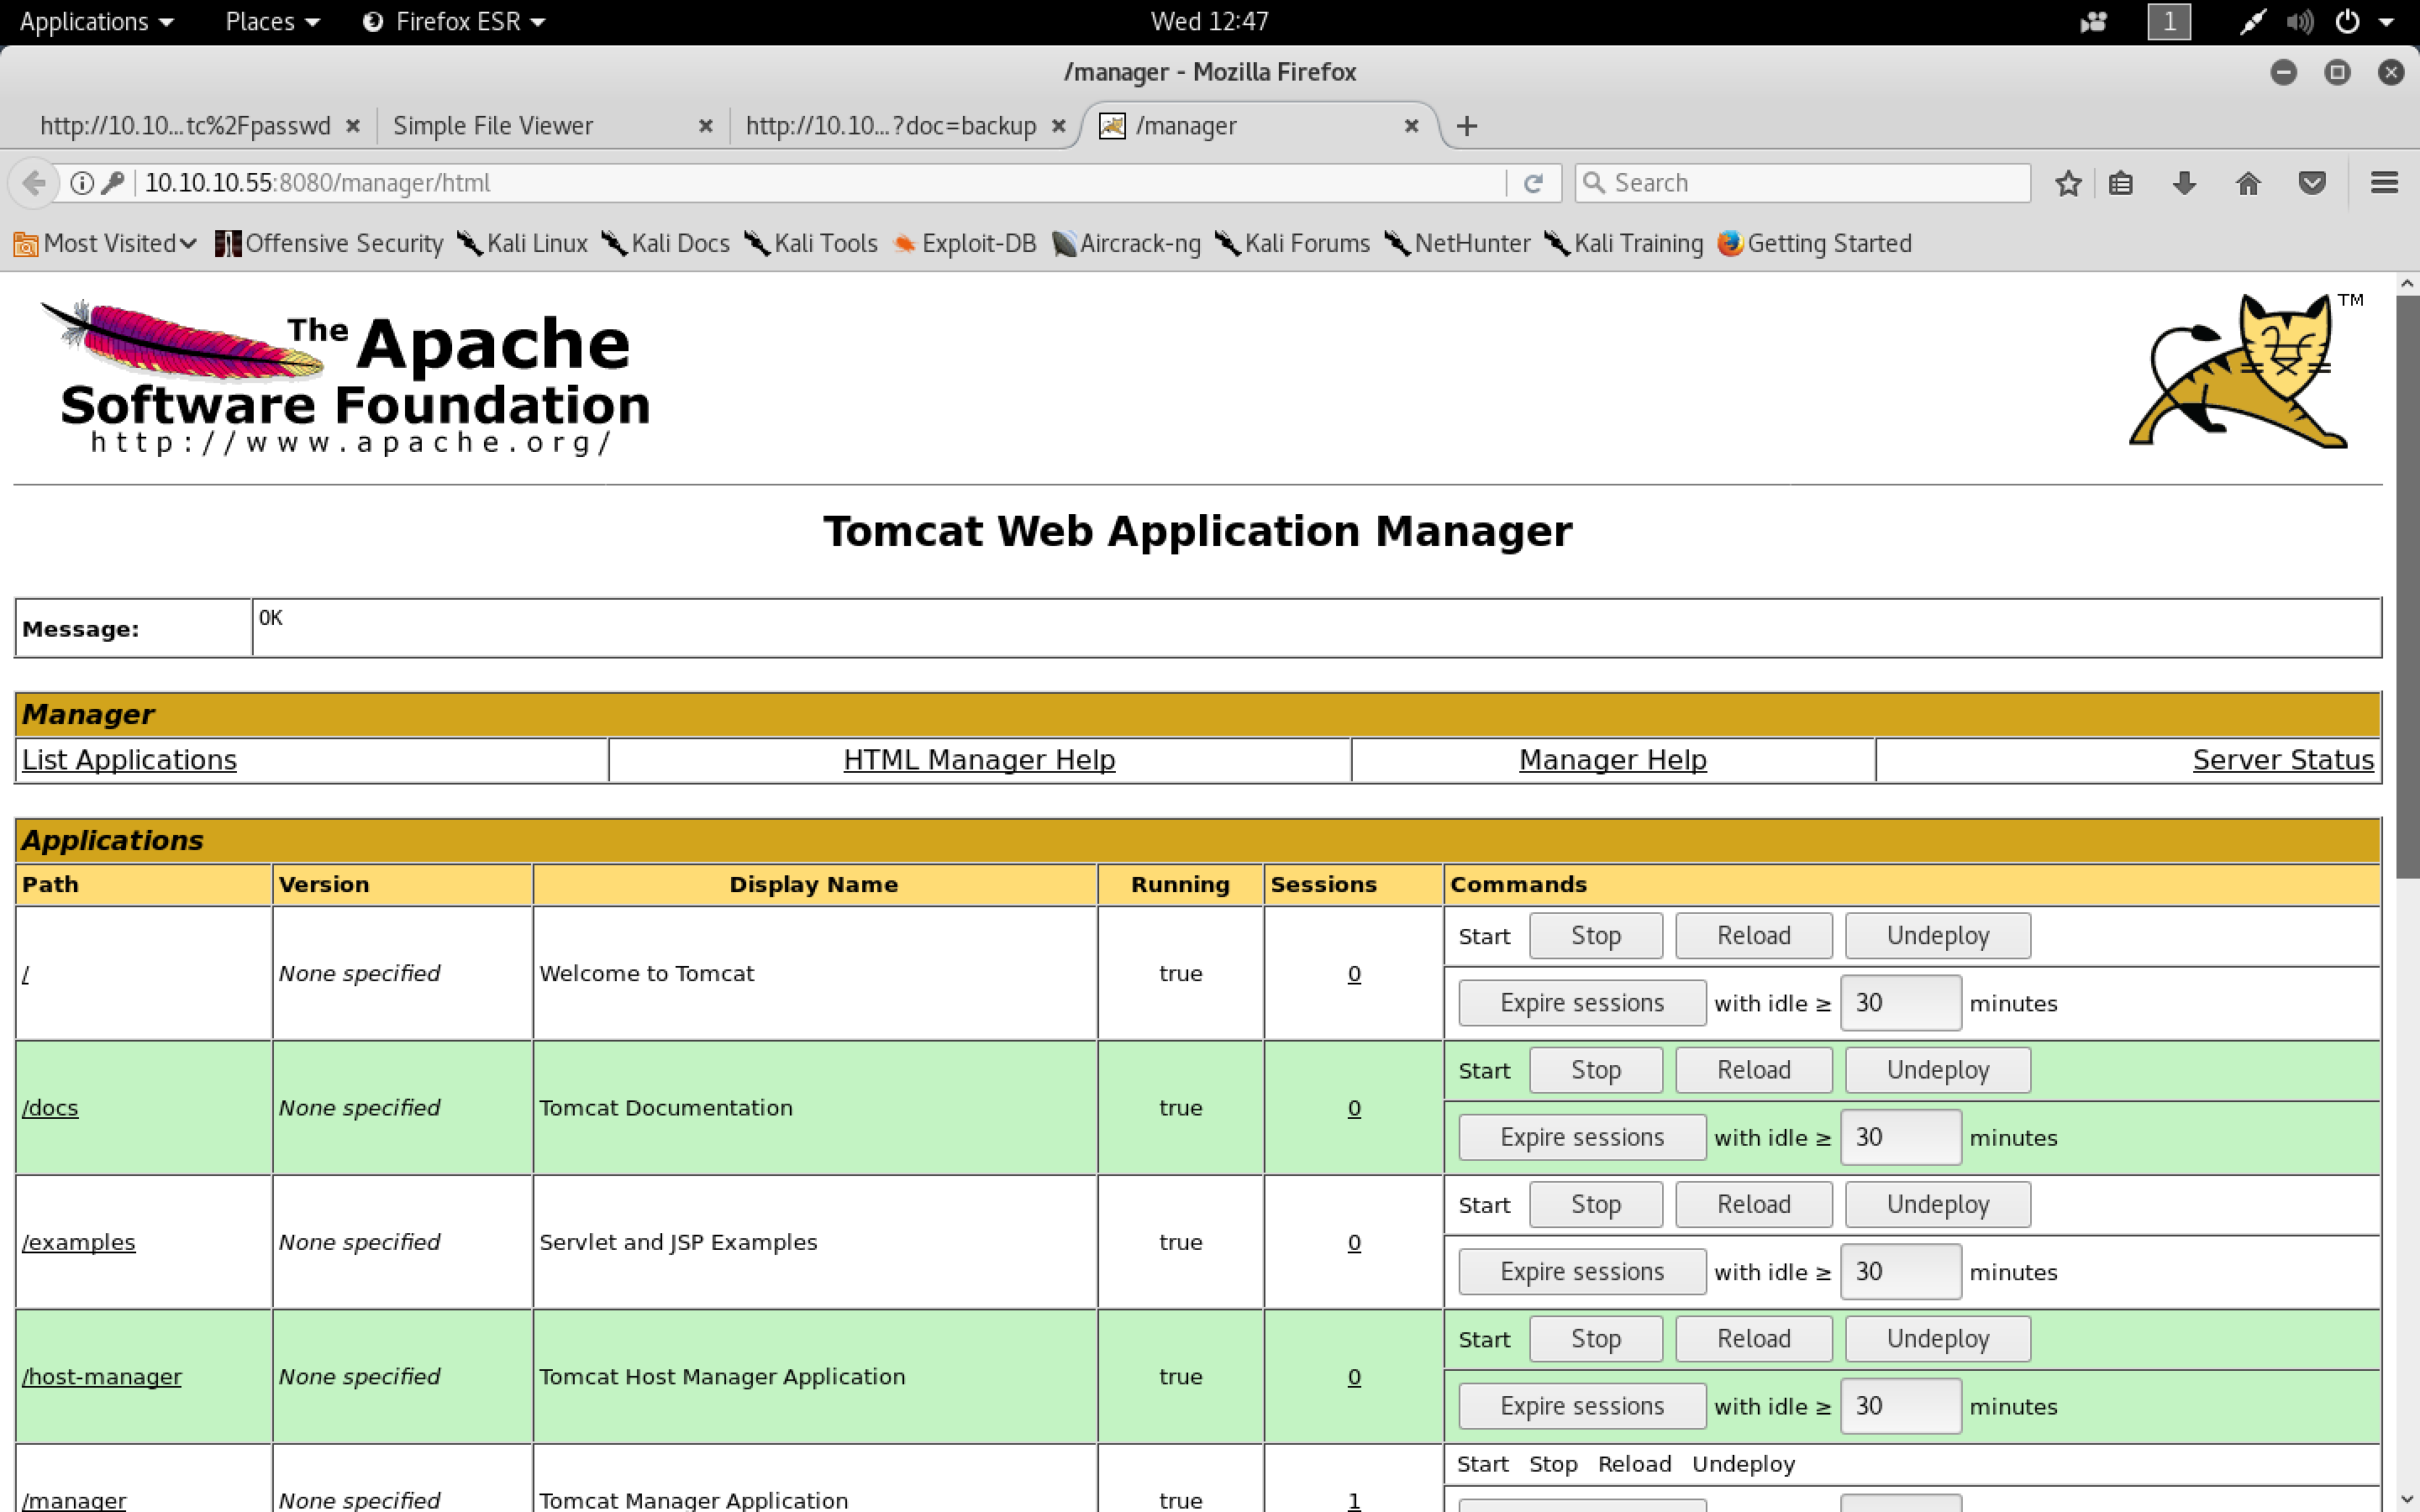 Applications Places Firefox ESR Wed 12:47 1
/manager - Mozilla Firefox
http://10.10...tc%2Fpasswd Simple File Viewer http://10.10...?doc=backup /manager
10.10.10.55:8080/manager/html Search
Most Visited Offensive Security Kali Linux Kali Docs Kali Tools Exploit-DB Aircrack-ng Kali Forums NetHunter Kali Training Getting Started
The Apache
Software Foundation
http://www.apache.org/
TM
Tomcat Web Application Manager
Message: OK
Manager
List Applications HTML Manager Help Manager Help Server Status
Applications
Path Version Display Name Running Sessions Commands
/ None specified Welcome to Tomcat true 0 Start Stop Reload Undeploy
Expire sessions with idle ≥ 30 minutes
/docs None specified Tomcat Documentation true 0 Start Stop Reload Undeploy
Expire sessions with idle ≥ 30 minutes
/examples None specified Servlet and JSP Examples true 0 Start Stop Reload Undeploy
Expire sessions with idle ≥ 30 minutes
/host-manager None specified Tomcat Host Manager Application true 0 Start Stop Reload Undeploy
Expire sessions with idle ≥ 30 minutes
/manager None specified Tomcat Manager Application true 1 Start Stop Reload Undeploy